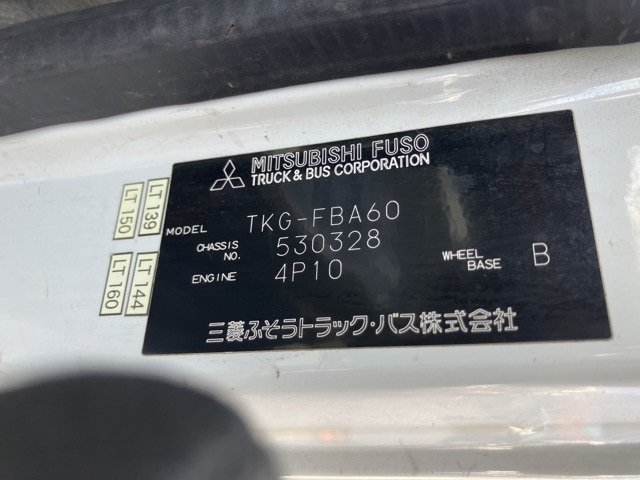 MITSUBISHI FUSO
TRUCK & BUS CORPORATION
MODEL TKG-FBA60
CHASSIS NO. 530328
ENGINE 4P10
WHEEL BASE B
三菱ふそうトラック・バス株式会社
LT 150
LT 139
LT 160
LT 144